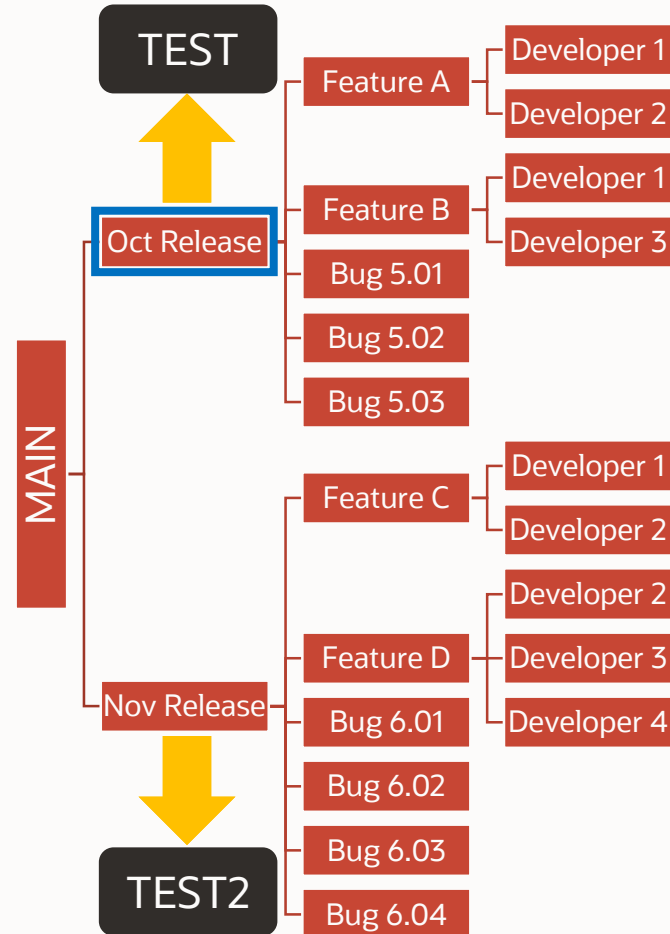 TEST
Feature A
Developer 1
Developer 2
Oct Release
Feature B
Developer 1
Developer 3
Bug 5.01
Bug 5.02
Bug 5.03
MAIN
Feature C
Developer 1
Developer 2
Nov Release
Feature D
Developer 2
Developer 3
Developer 4
Bug 6.01
Bug 6.02
Bug 6.03
Bug 6.04
TEST2